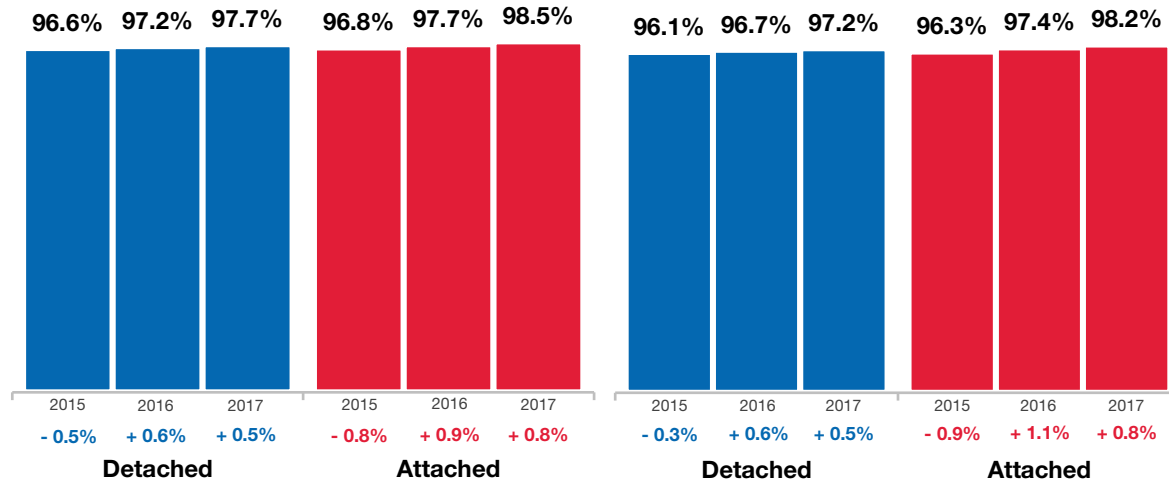 96.6% 97.2% 97.7% 96.8% 97.7% 98.5%
2015 2016 2017 2015 2016 2017
- 0.5% + 0.6% + 0.5% - 0.8% + 0.9% + 0.8%
Detached Attached
96.1% 96.7% 97.2% 96.3% 97.4% 98.2%
2015 2016 2017 2015 2016 2017
- 0.3% + 0.6% + 0.5% - 0.9% + 1.1% + 0.8%
Detached Attached